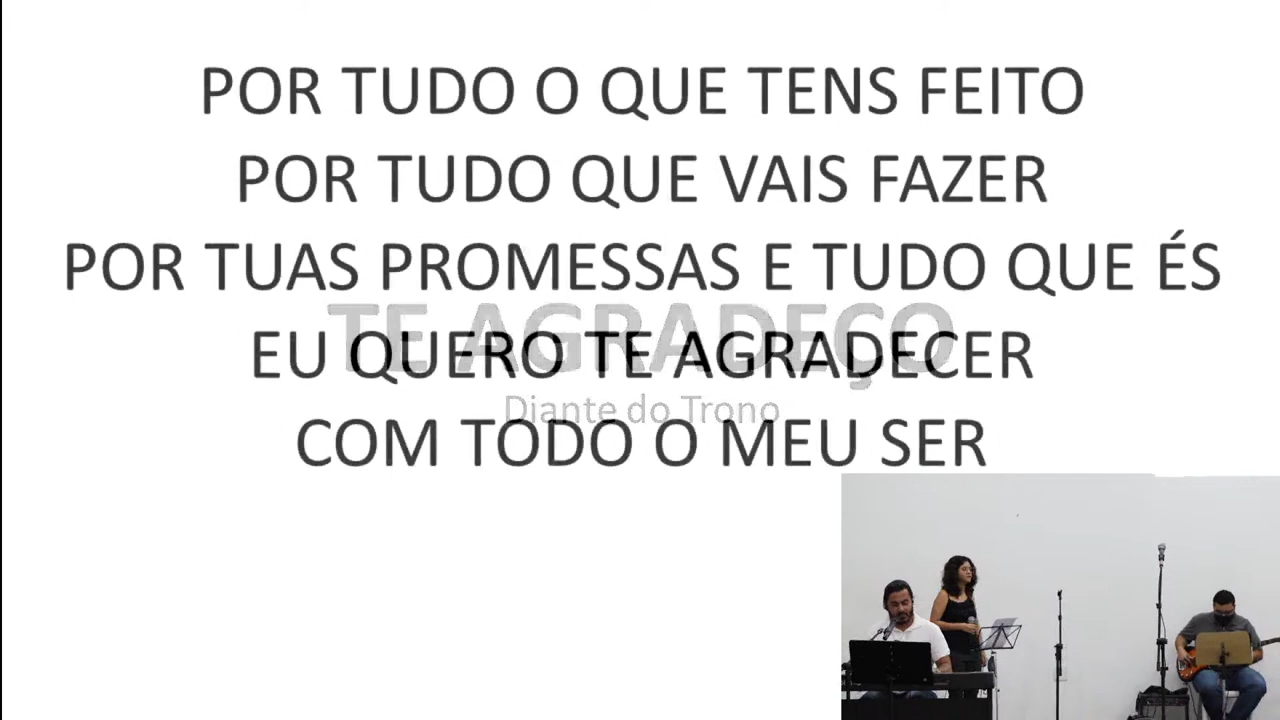 POR TUDO O QUE TENS FEITO
POR TUDO QUE VAIS FAZER
POR TUAS PROMESSAS E TUDO QUE ÉS
TE AGRADEÇO
EU QUERO TE AGRADECER
Diante do Trono
COM TODO O MEU SER